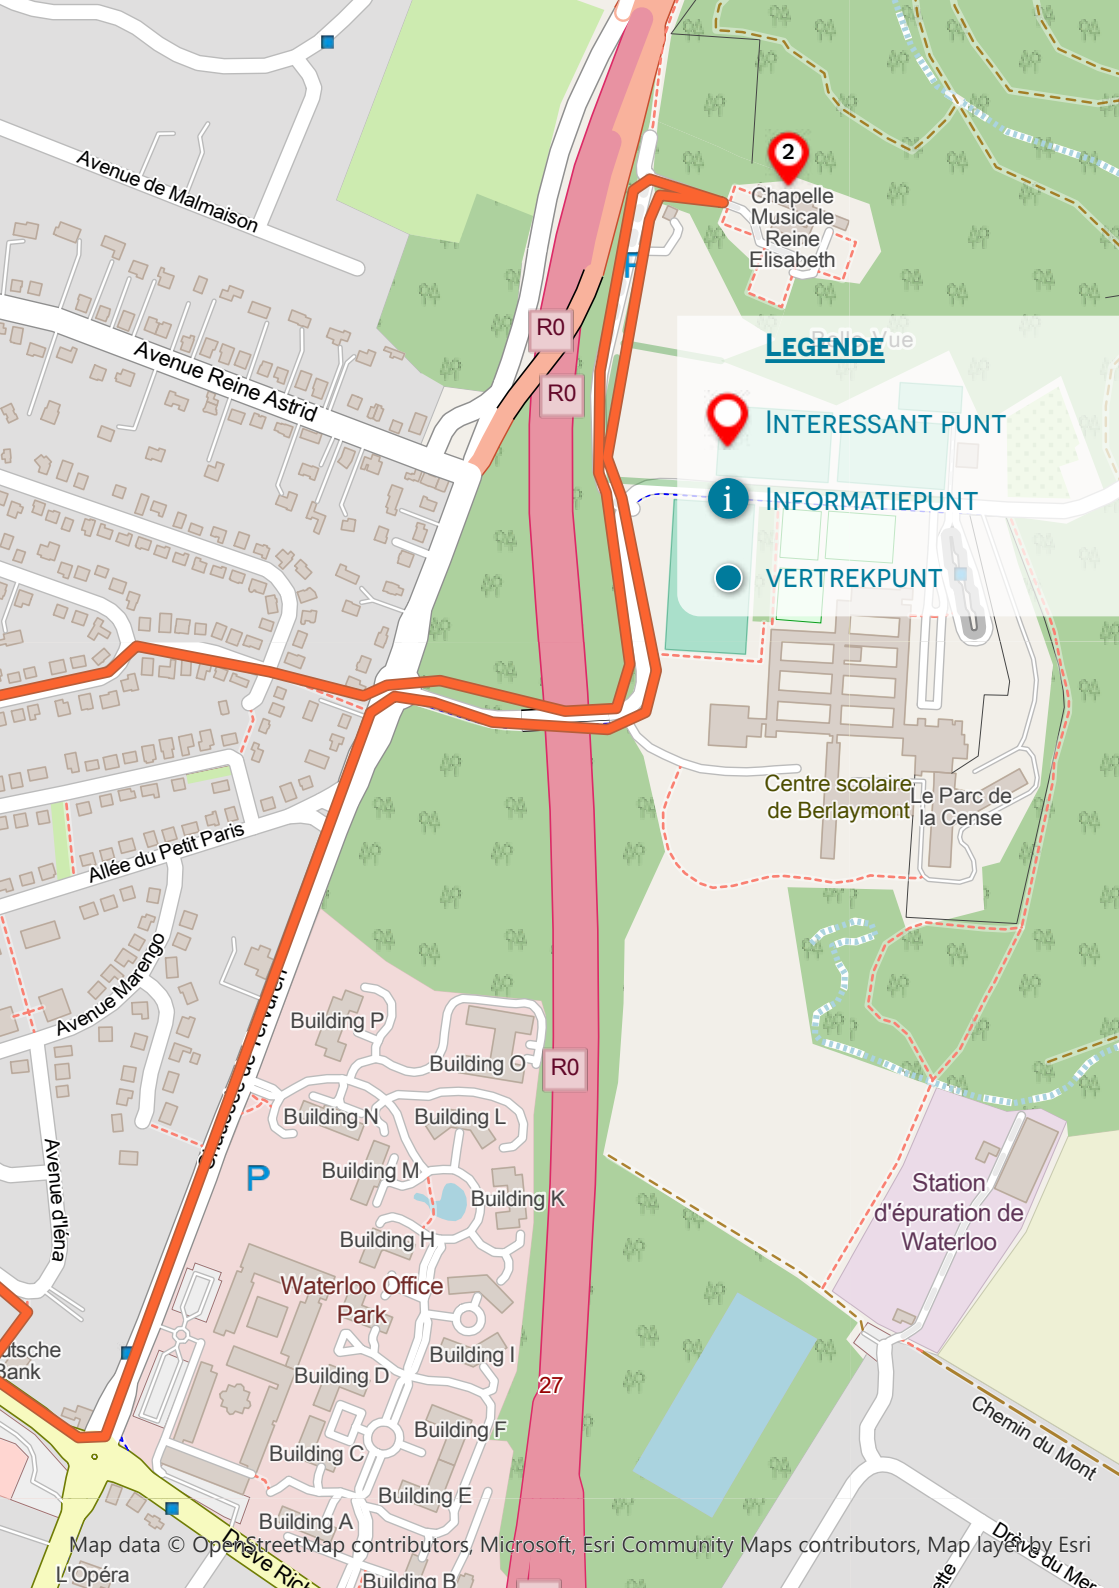 Avenue de Malmaison
2
Chapelle
Musicale
Reine
Elisabeth
P
R0
Avenue Reine Astrid
R0
LEGENDE
INTERESSANT PUNT
i INFORMATIEPUNT
VERTREKPUNT
Centre scolaire
de Berlaymont
Le Parc de
la Cense
Allée du Petit Paris
Avenue Marengo
Chaussée de Tervuren
Building P
Building O
R0
Building N
Building L
Avenue d'Iéna
P
Building M
Building K
Building H
Station
d'épuration de
Waterloo
Waterloo Office
Park
Building I
Building D
27
Building F
Building C
Chemin du Mont
Building E
Building A
Map data © OpenStreetMap contributors, Microsoft, Esri Community Maps contributors, Map layer by Esri
L'Opéra
Building B